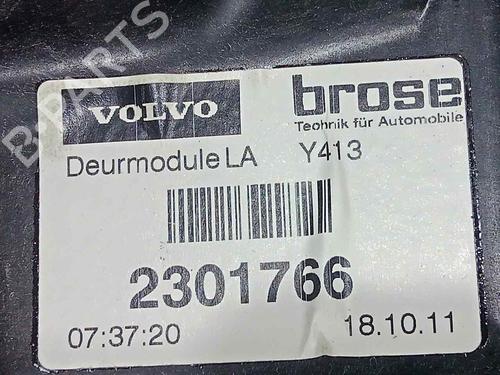 B-PARTS
VOLVO
brose
Technik für Automobile
Deurmodule LA Y413
2301766
07:37:20 18.10.11